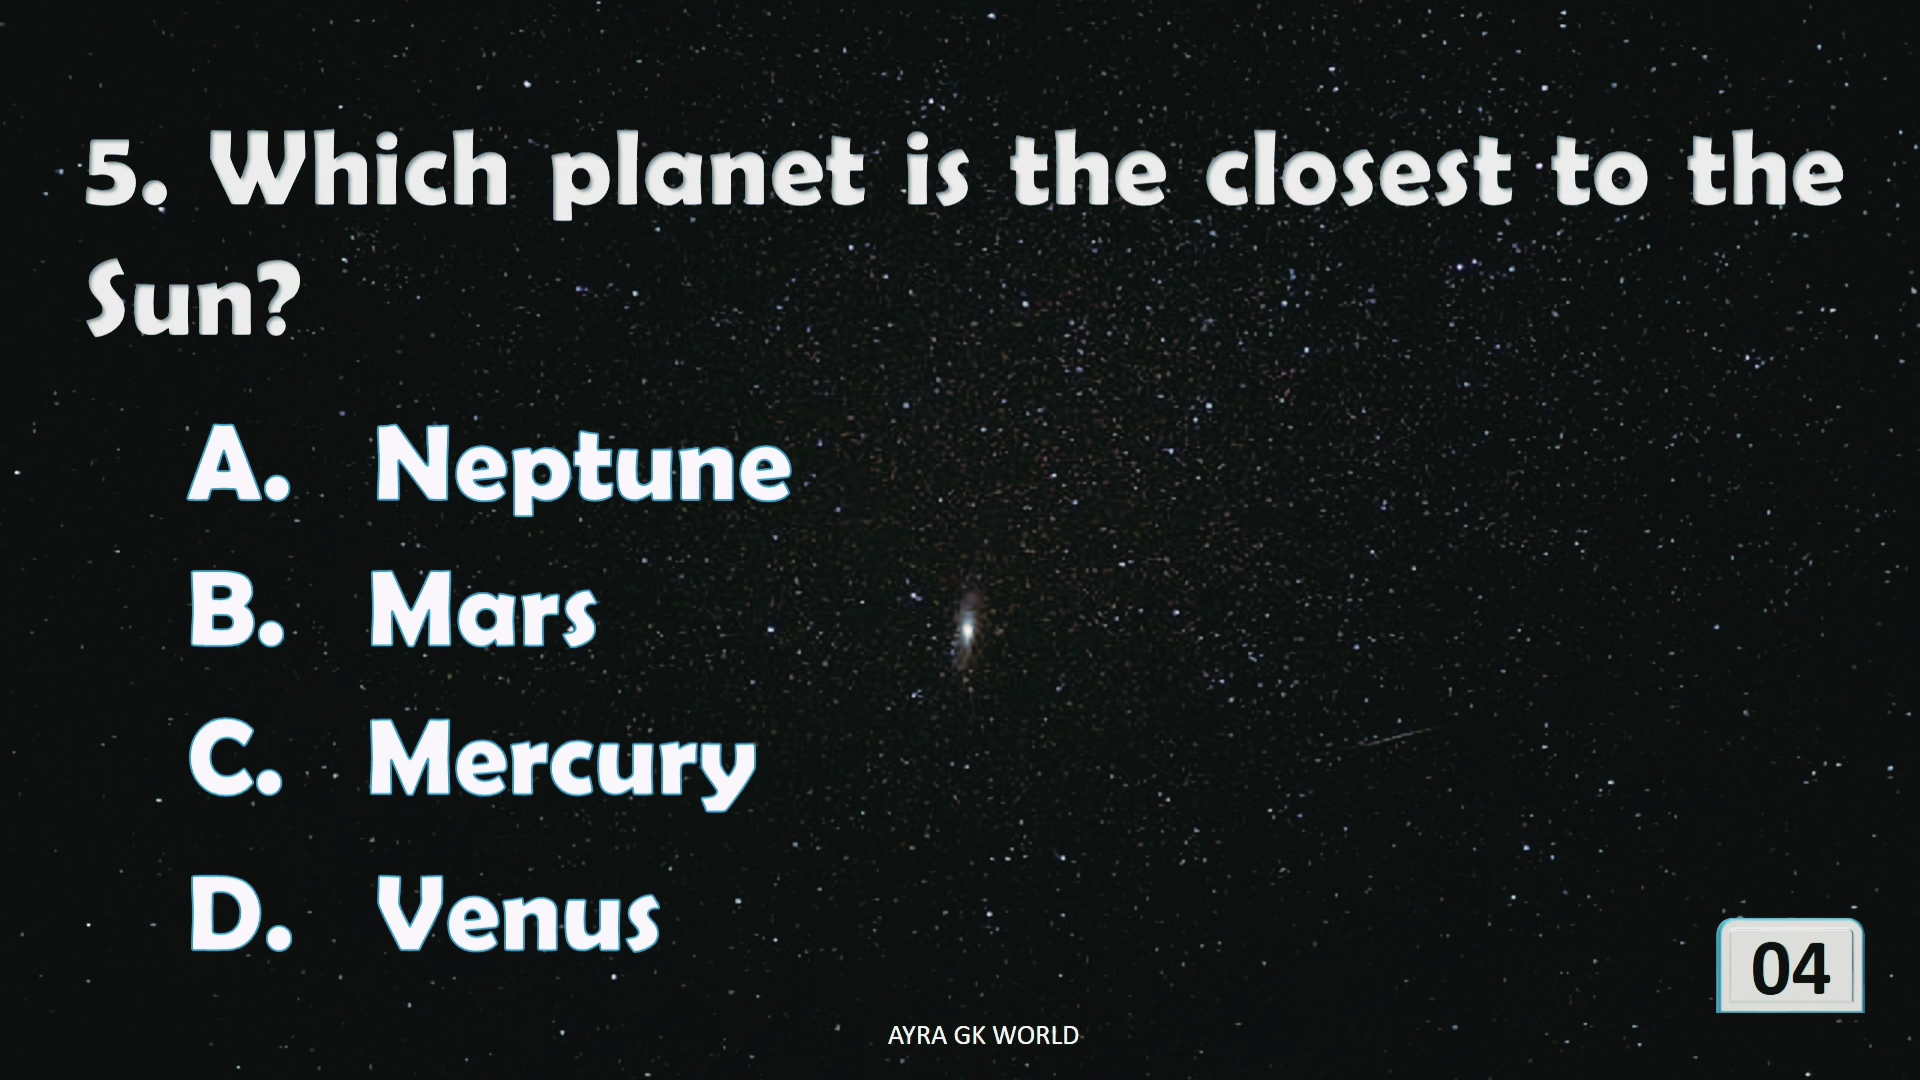 5. Which planet is the closest to the
Sun?
A. Neptune
B. Mars
C. Mercury
D. Venus
04
AYRA GK WORLD